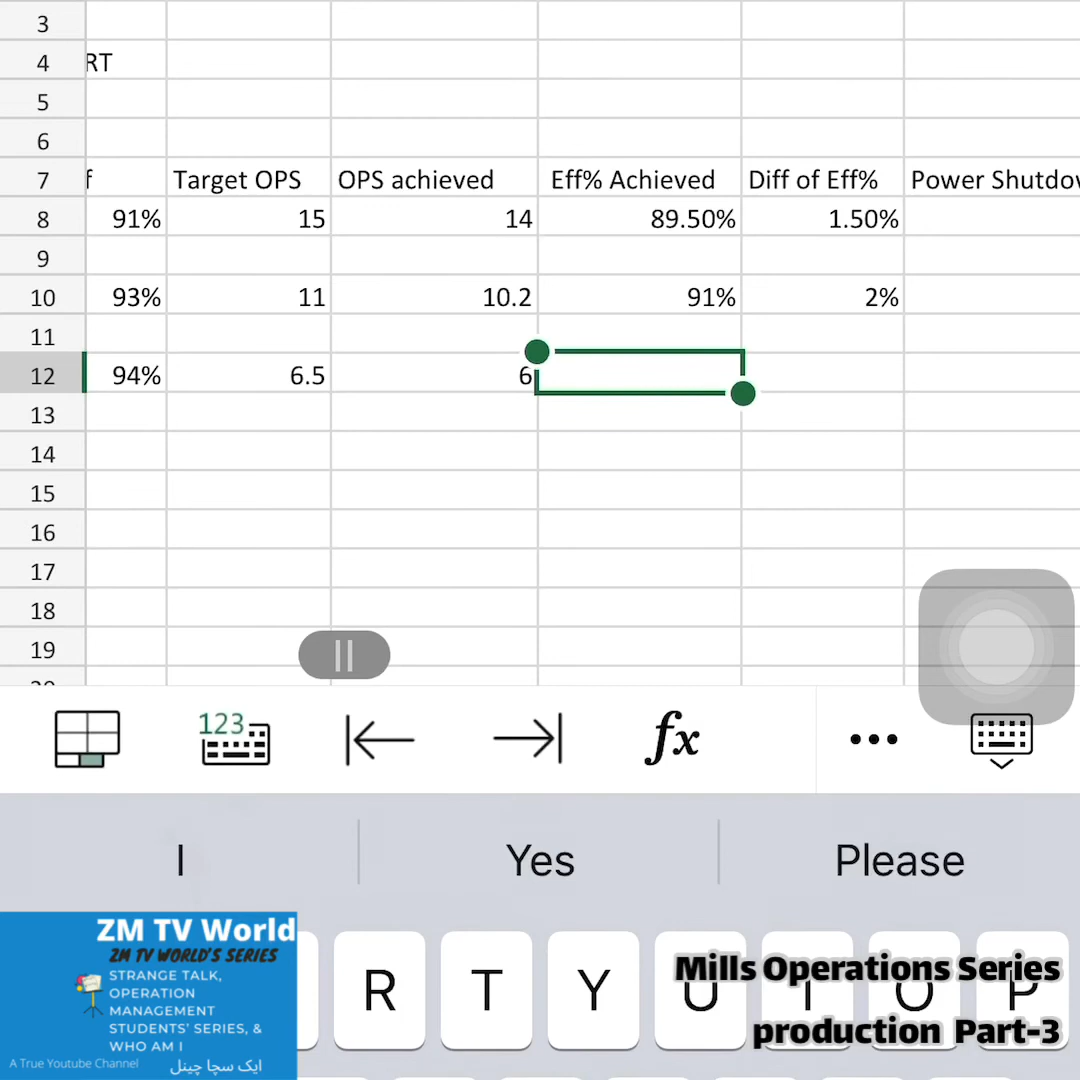 3
4 RT
5
6
7 f Target OPS OPS achieved Eff% Achieved Diff of Eff% Power Shutdo
8 91% 15 14 89.50% 1.50%
9
10 93% 11 10.2 91% 2%
11
12 94% 6.5 6
13
14
15
16
17
18
19
123
fx
I Yes Please
R T Y U I O P
ZM TV World
ZM TV WORLD'S SERIES
STRANGE TALK,
OPERATION
MANAGEMENT
STUDENTS' SERIES, &
WHO AM I
A True Youtube Channel ایک سچا چینل
Mills Operations Series
production Part-3